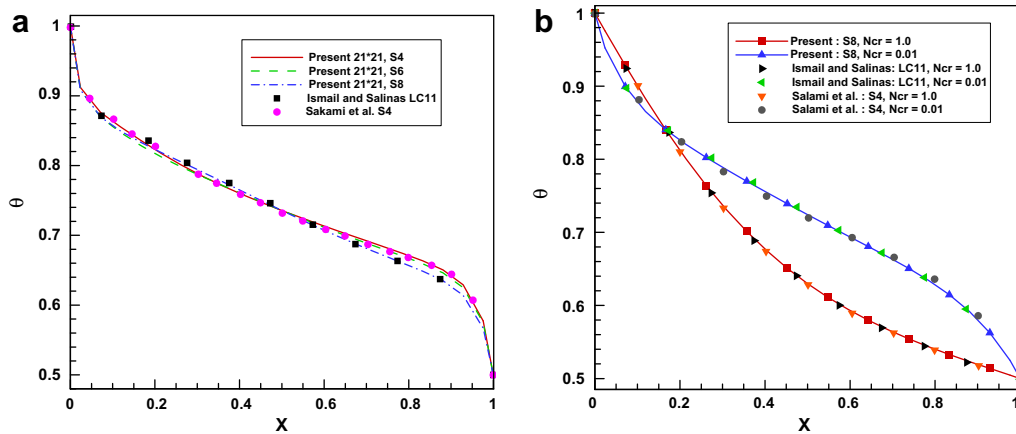 a
1
0.9
0.8
0.7
0.6
0.5
θ
0
0.2
0.4
0.6
0.8
1
X
Present 21*21, S4
Present 21*21, S6
Present 21*21, S8
Ismail and Salinas LC11
Sakami et al. S4
b
1
0.9
0.8
0.7
0.6
0.5
θ
0
0.2
0.4
0.6
0.8
1
X
Present : S8, Ncr = 1.0
Present : S8, Ncr = 0.01
Ismail and Salinas: LC11, Ncr = 1.0
Ismail and Salinas: LC11, Ncr = 0.01
Salami et al. : S4, Ncr = 1.0
Salami et al. : S4, Ncr = 0.01